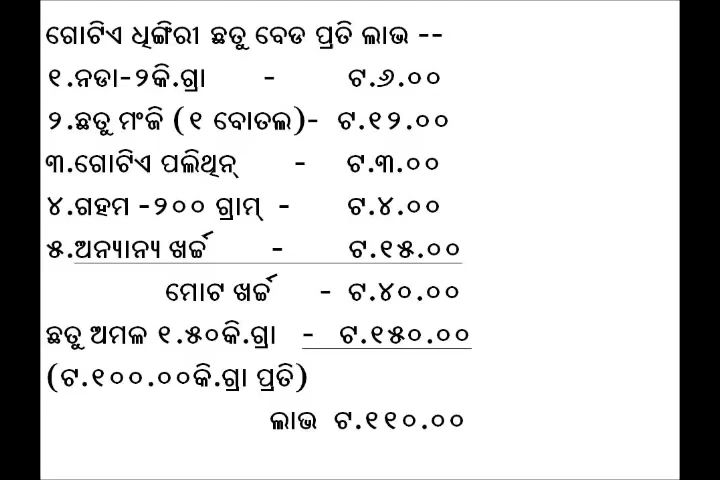 ଗୋଟିଏ ଧିଙ୍ଗିରୀ ଛତୁ ବେଡ ପ୍ରତି ଲାଭ --
୧.ନଡା-୨କି.ଗ୍ରା - ଟ.୬.୦୦
୨.ଛତୁ ମଂଜି (୧ ବୋତଲ)- ଟ.୧୨.୦୦
୩.ଗୋଟିଏ ପଲିଥିନ୍ - ଟ.୩.୦୦
୪.ଗହମ -୨୦୦ ଗ୍ରାମ୍ - ଟ.୪.୦୦
୫.ଅନ୍ୟାନ୍ୟ ଖର୍ଚ୍ଚ - ଟ.୧୫.୦୦
ମୋଟ ଖର୍ଚ୍ଚ - ଟ.୪୦.୦୦
ଛତୁ ଅମଳ ୧.୫୦କି.ଗ୍ରା - ଟ.୧୫୦.୦୦
(ଟ.୧୦୦.୦୦କି.ଗ୍ରା ପ୍ରତି)
ଲାଭ ଟ.୧୧୦.୦୦